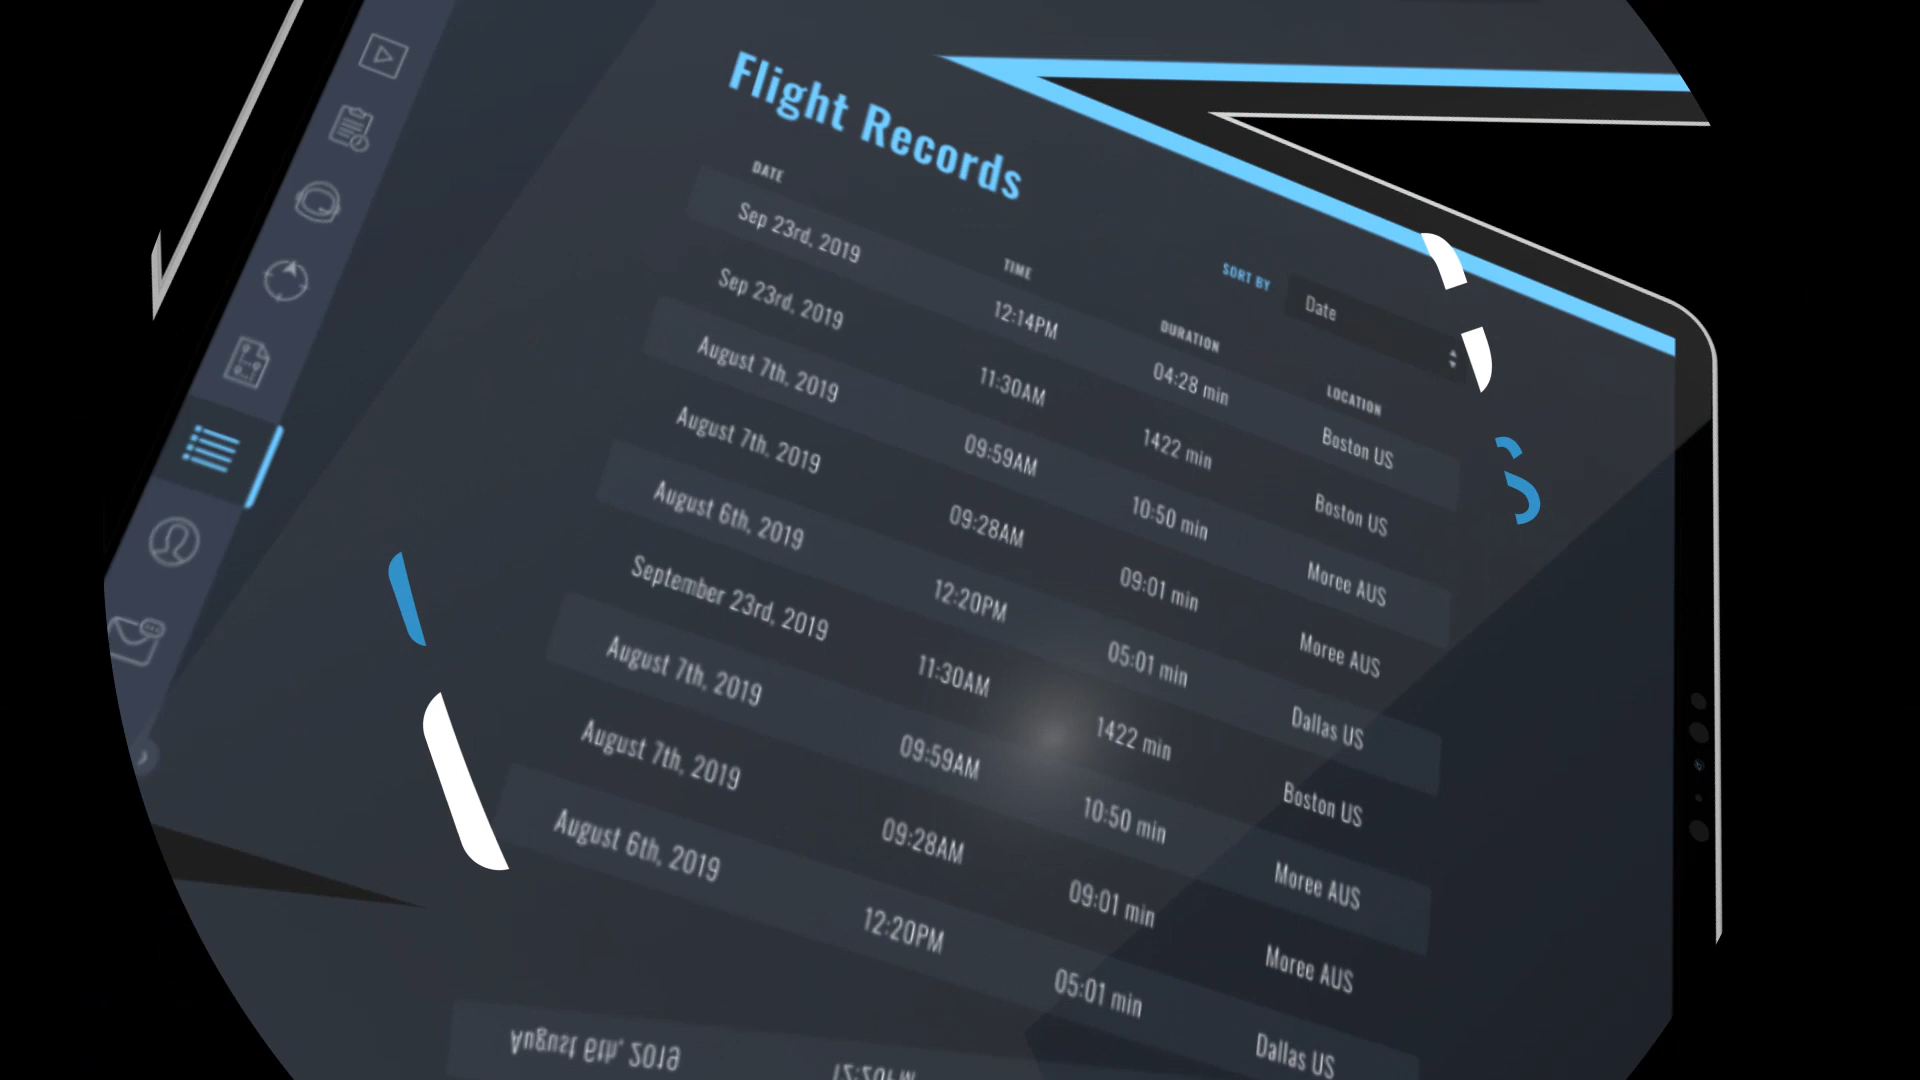 Flight Records
SORT BY Date
DATE TIME DURATION LOCATION
Sep 23rd, 2019 12:14PM 04:28 min Boston US
Sep 23rd, 2019 11:30AM 1422 min Boston US
August 7th, 2019 09:59AM 10:50 min Moree AUS
August 7th, 2019 09:28AM 09:01 min Moree AUS
August 6th, 2019 12:20PM 05:01 min Dallas US
September 23rd, 2019 11:30AM 1422 min Boston US
August 7th, 2019 09:59AM 10:50 min Moree AUS
August 7th, 2019 09:28AM 09:01 min Moree AUS
August 6th, 2019 12:20PM 05:01 min Dallas US
August 6th, 2019 12:20PM